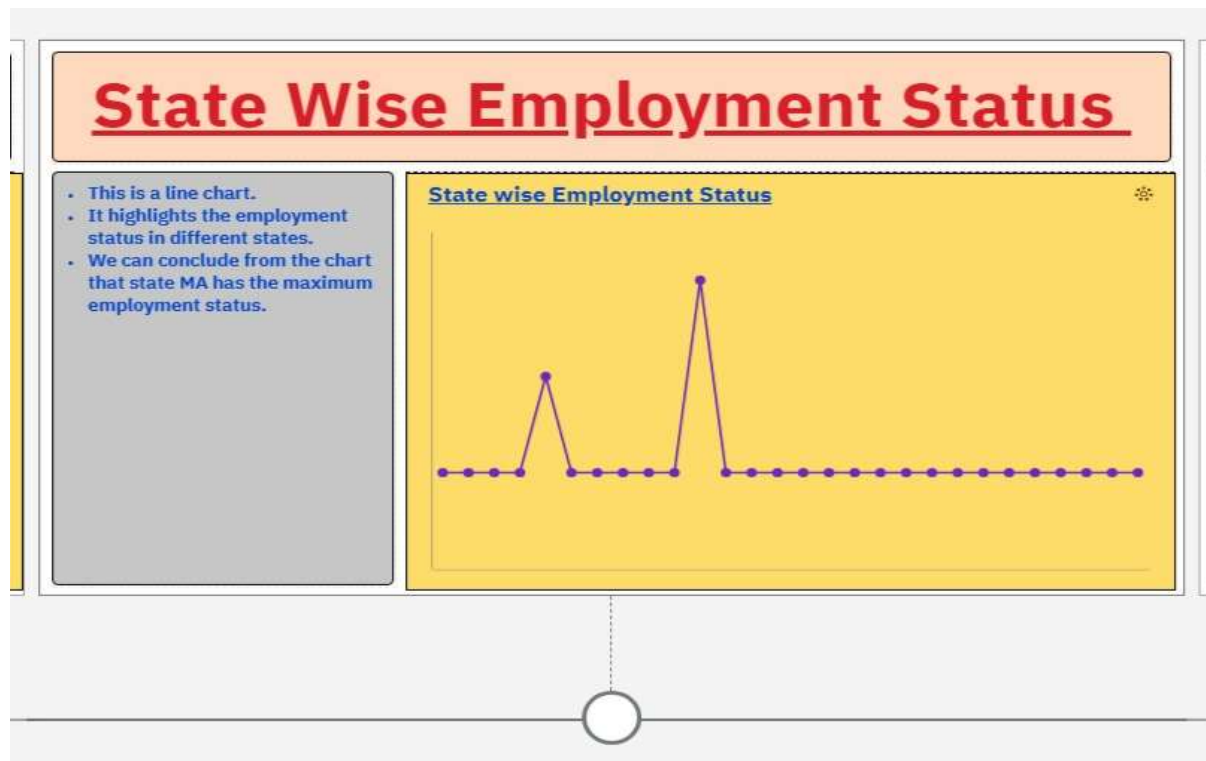 State Wise Employment Status
• This is a line chart.
• It highlights the employment
status in different states.
• We can conclude from the chart
that state MA has the maximum
employment status.
State wise Employment Status